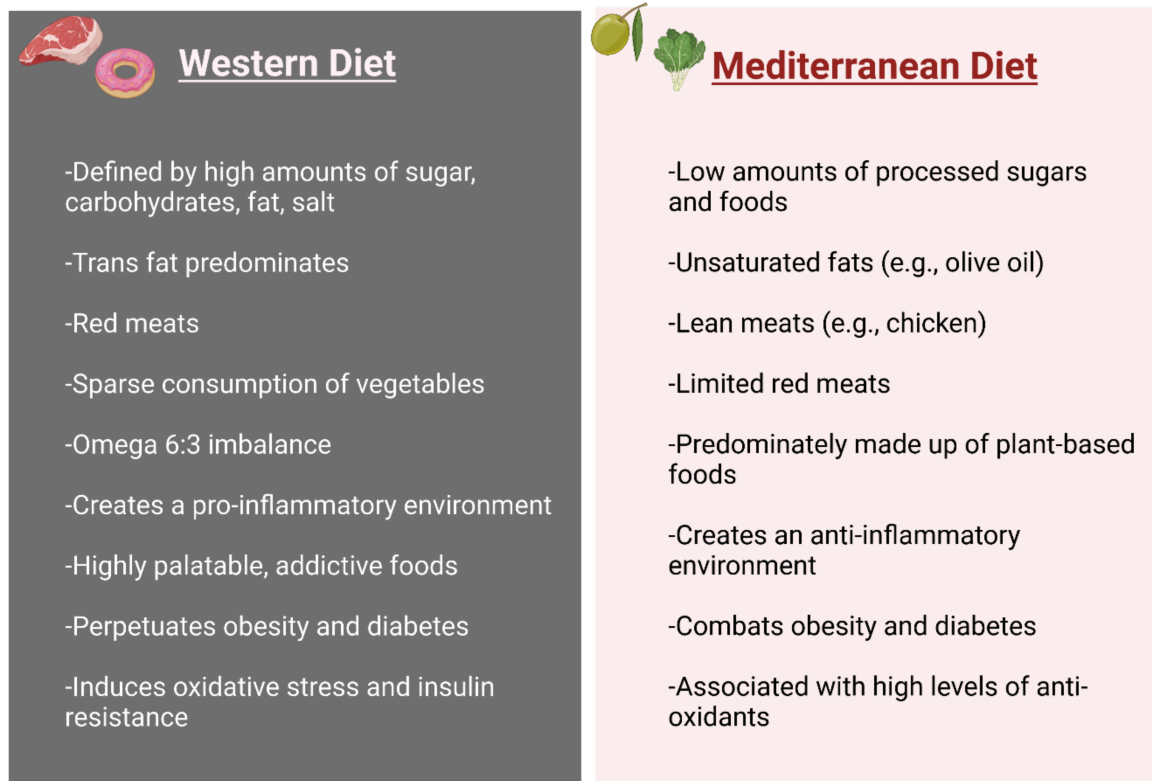 Western Diet
-Defined by high amounts of sugar,
carbohydrates, fat, salt
-Trans fat predominates
-Red meats
-Sparse consumption of vegetables
-Omega 6:3 imbalance
-Creates a pro-inflammatory environment
-Highly palatable, addictive foods
-Perpetuates obesity and diabetes
-Induces oxidative stress and insulin
resistance
Mediterranean Diet
-Low amounts of processed sugars
and foods
-Unsaturated fats (e.g., olive oil)
-Lean meats (e.g., chicken)
-Limited red meats
-Predominately made up of plant-based
foods
-Creates an anti-inflammatory
environment
-Combats obesity and diabetes
-Associated with high levels of anti-
oxidants